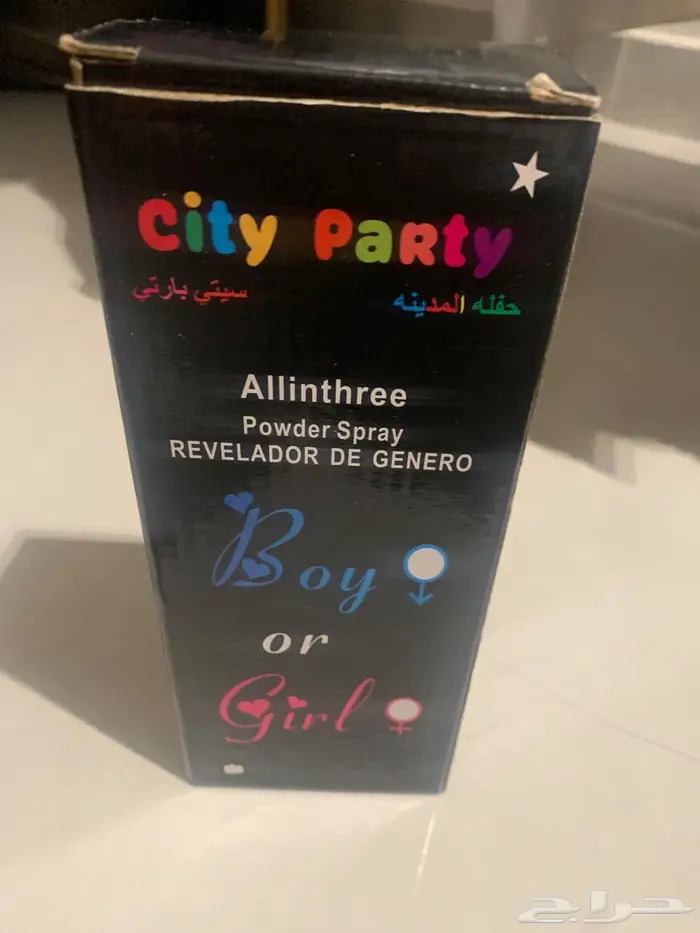 City Party
سيتي بارتي
حفله المدينه
Allinthree
Powder Spray
REVELADOR DE GENERO
Boy
or
Girl
حراج